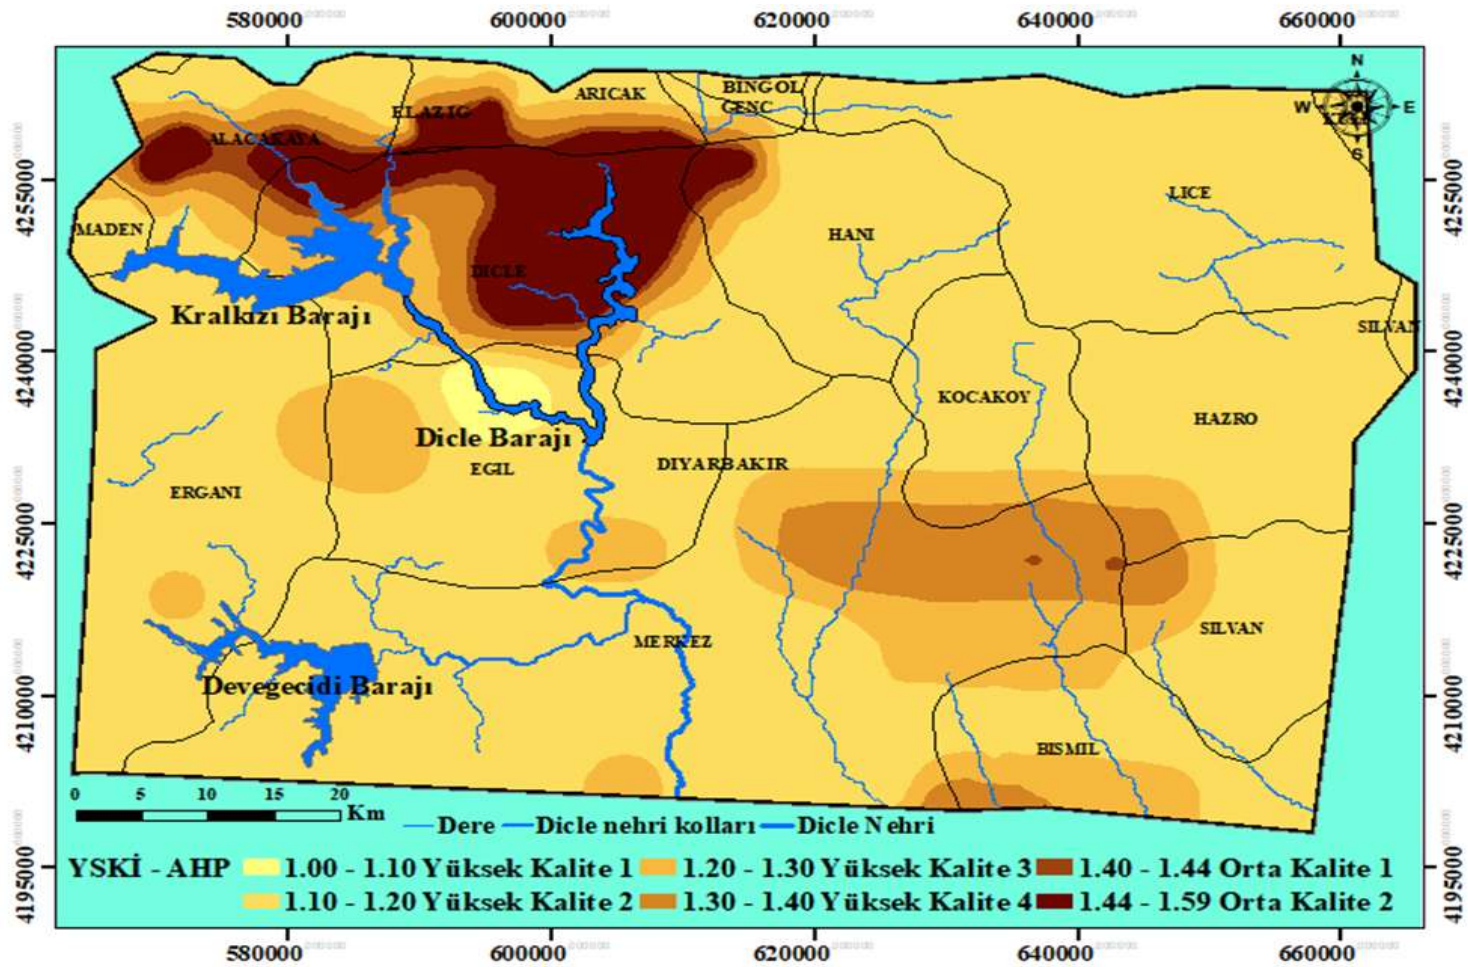 580000 600000 620000 640000 660000
N
W E
S
BINGOL
ARICAK
GENC
ELAZIG
ALACAKAYA
4255000 4255000
LICE
MADEN
HANI
DICLE
Kralkızı Barajı
SILVAN
4240000 4240000
KOCAKOY
HAZRO
Dicle Barajı
EGIL
DIYARBAKIR
ERGANI
4225000 4225000
SILVAN
MERKEZ
Devegecidi Barajı
4210000 4210000
BISMIL
0 5 10 15 20
Km
Dere Dicle nehri kolları Dicle Nehri
YSKİ - AHP 1.00 - 1.10 Yüksek Kalite 1 1.20 - 1.30 Yüksek Kalite 3 1.40 - 1.44 Orta Kalite 1
1.10 - 1.20 Yüksek Kalite 2 1.30 - 1.40 Yüksek Kalite 4 1.44 - 1.59 Orta Kalite 2
4195000 4195000
580000 600000 620000 640000 660000